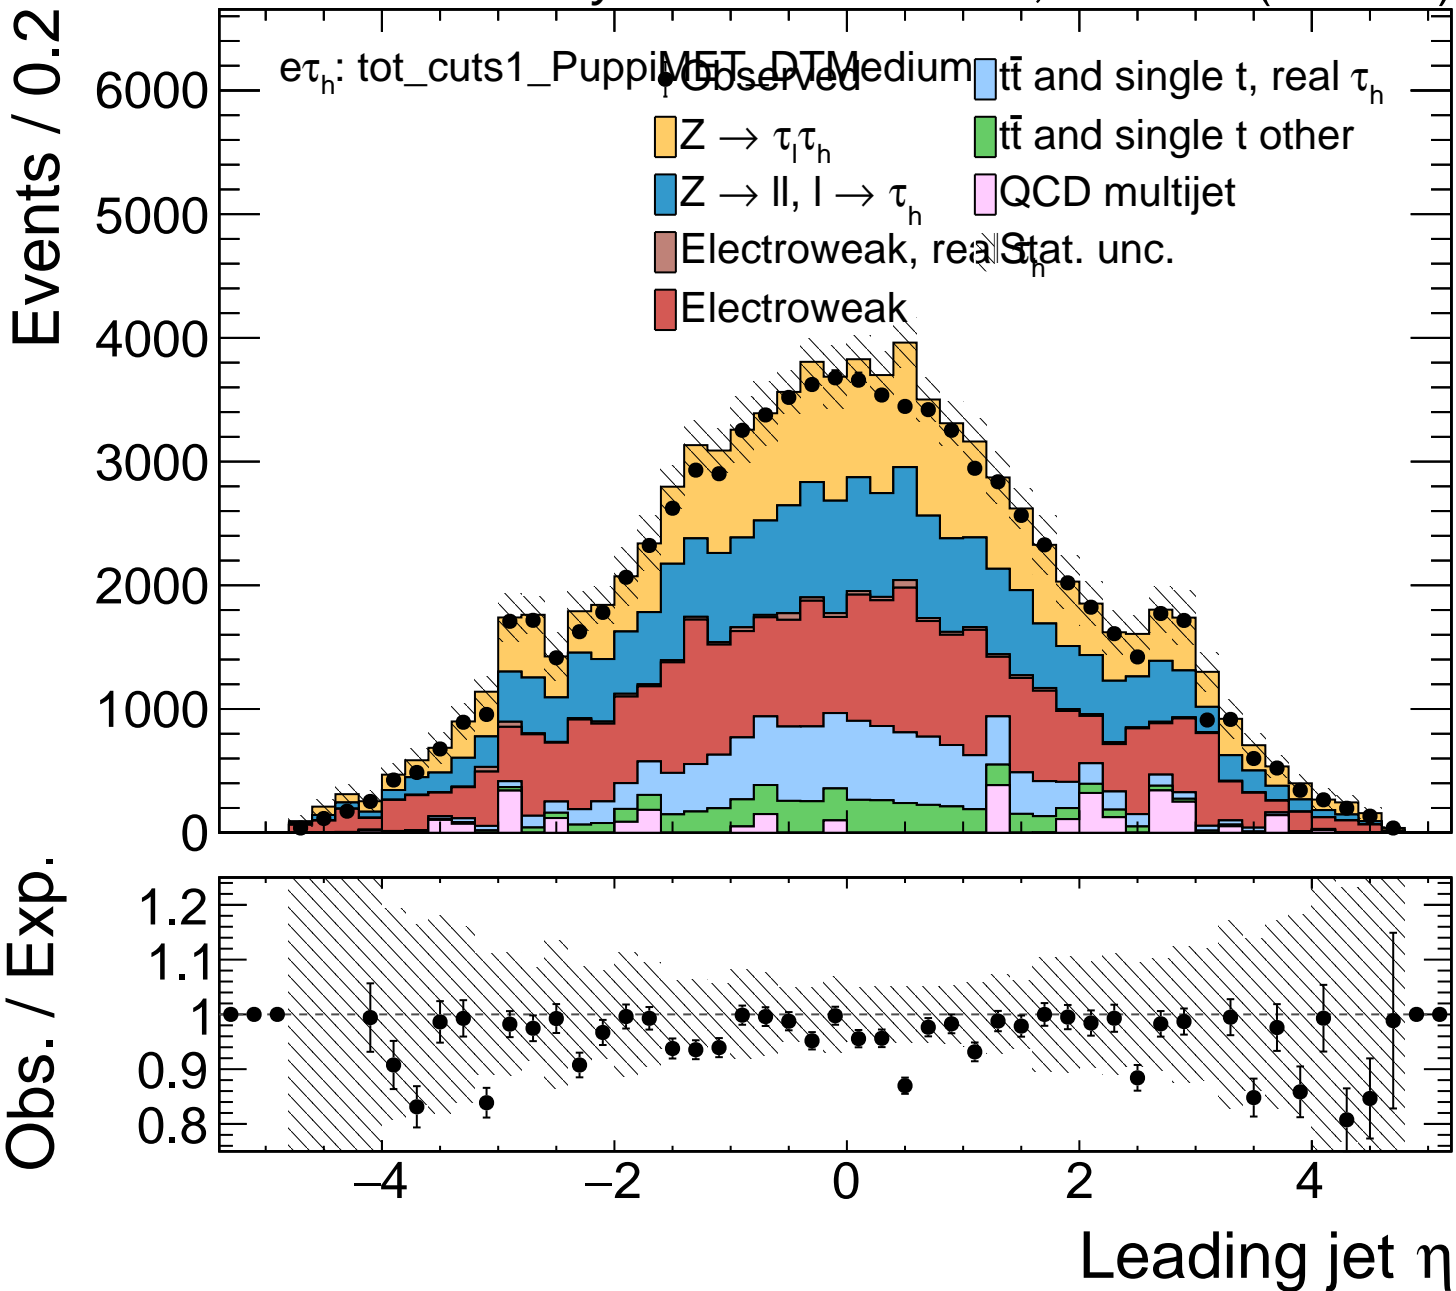 eτh: tot_cuts1_PuppiMET_DTMedium
Observed
Z → τlτh
Z → ll, l → τh
Electroweak, real τh
Electroweak
tt̄ and single t, real τh
tt̄ and single t other
QCD multijet
Stat. unc.
Events / 0.2
6000
5000
4000
3000
2000
1000
0
Obs. / Exp.
1.2
1.1
1
0.9
0.8
−4 −2 0 2 4
Leading jet η